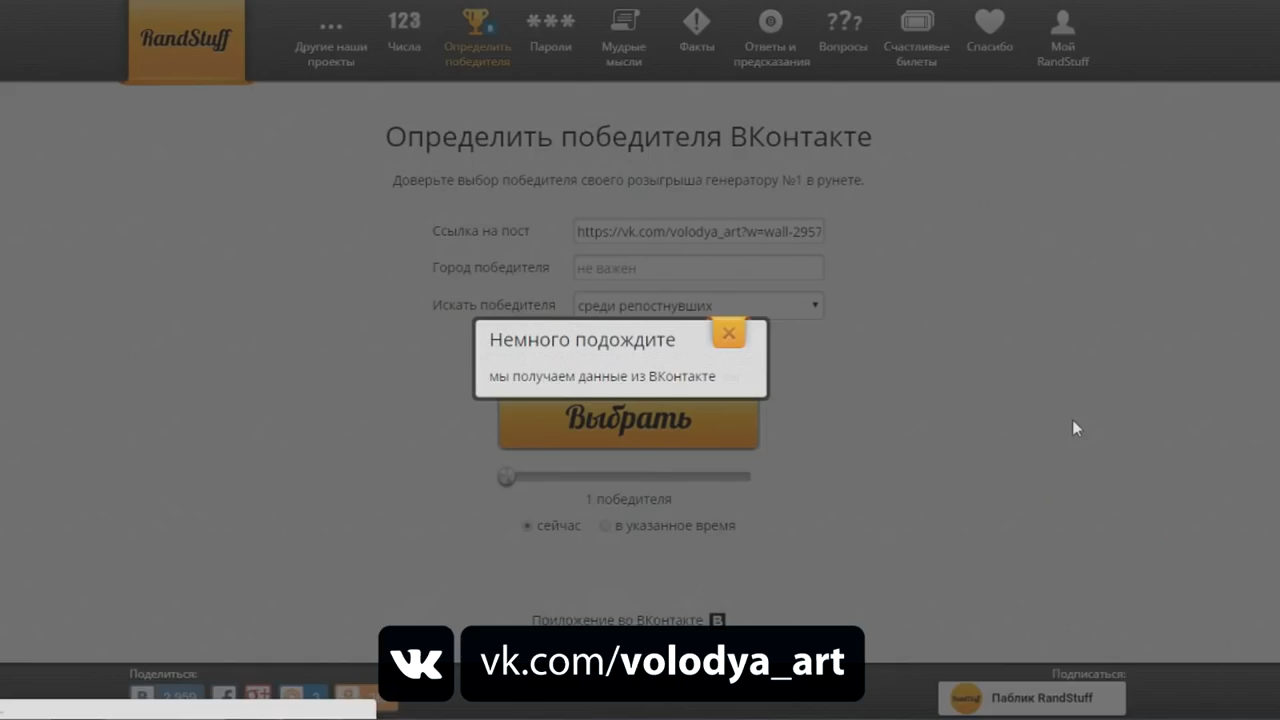 RandStuff
...
Другие наши
проекты
123
Числа
Определить
победителя
***
Пароли
Мудрые
мысли
Факты
Ответы и
предсказания
???
Вопросы
Счастливые
билеты
Спасибо
Мой
RandStuff
Определить победителя ВКонтакте
Доверьте выбор победителя своего розыгрыша генератору №1 в рунете.
Ссылка на пост
https://vk.com/volodya_art?w=wall-2957
Город победителя
не важен
Искать победителя
среди репостнувших
Немного подождите
мы получаем данные из ВКонтакте
Выбрать
1 победителя
сейчас
в указанное время
Приложение во ВКонтакте B
vk.com/volodya_art
Поделиться:
2 959
Подписаться:
Паблик RandStuff